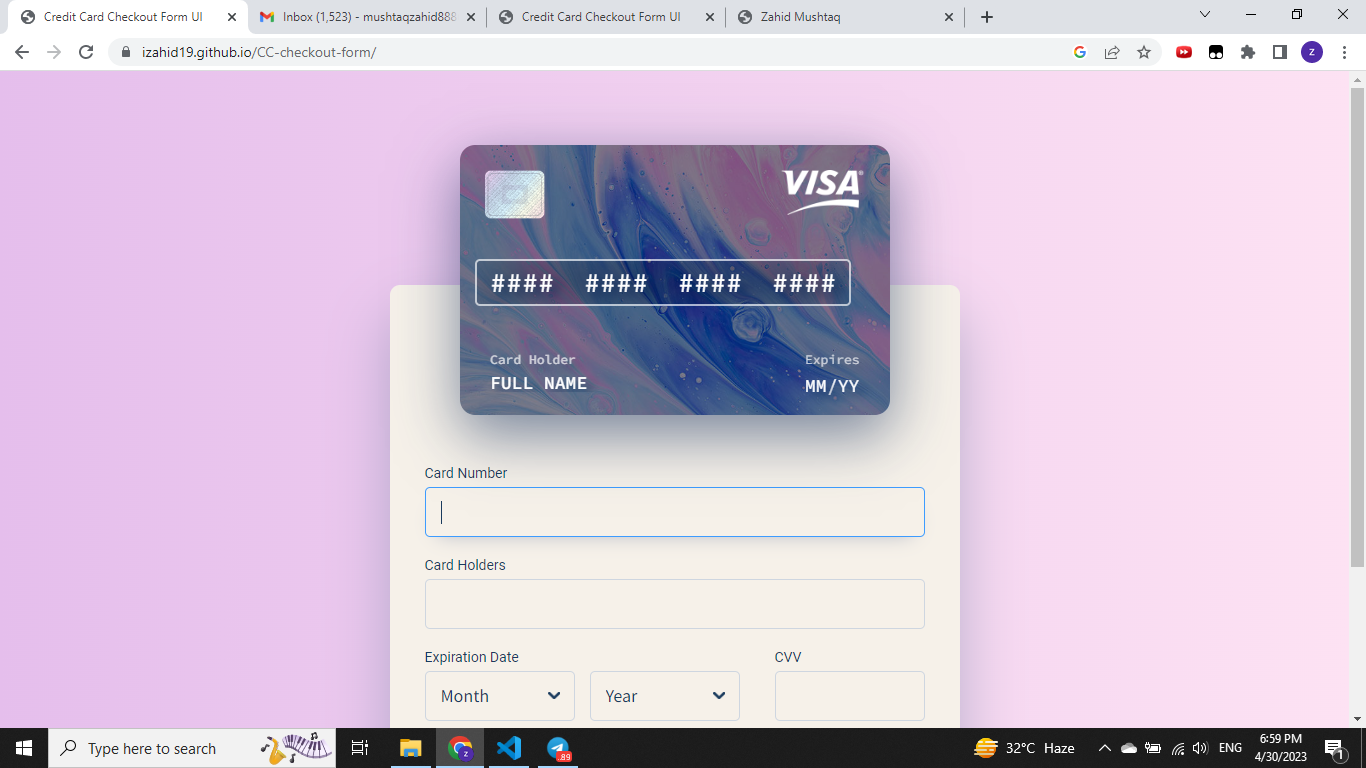 Credit Card Checkout Form UI
Inbox (1,523) - mushtaqzahid888
Credit Card Checkout Form UI
Zahid Mushtaq
izahid19.github.io/CC-checkout-form/
z
VISA
#### #### #### ####
Card Holder
Expires
FULL NAME
MM/YY
Card Number
Card Holders
Expiration Date
CVV
Month
Year
Type here to search
z
.89
32°C Haze
ENG
6:59 PM
4/30/2023
1